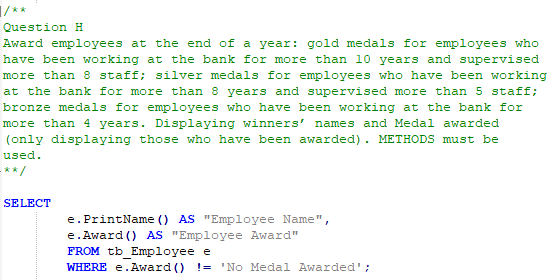 /**
Question H
Award employees at the end of a year: gold medals for employees who
have been working at the bank for more than 10 years and supervised
more than 8 staff; silver medals for employees who have been working
at the bank for more than 8 years and supervised more than 5 staff;
bronze medals for employees who have been working at the bank for
more than 4 years. Displaying winners’ names and Medal awarded
(only displaying those who have been awarded). METHODS must be
used.
**/
SELECT
e.PrintName() AS "Employee Name",
e.Award() AS "Employee Award"
FROM tb_Employee e
WHERE e.Award() != 'No Medal Awarded';